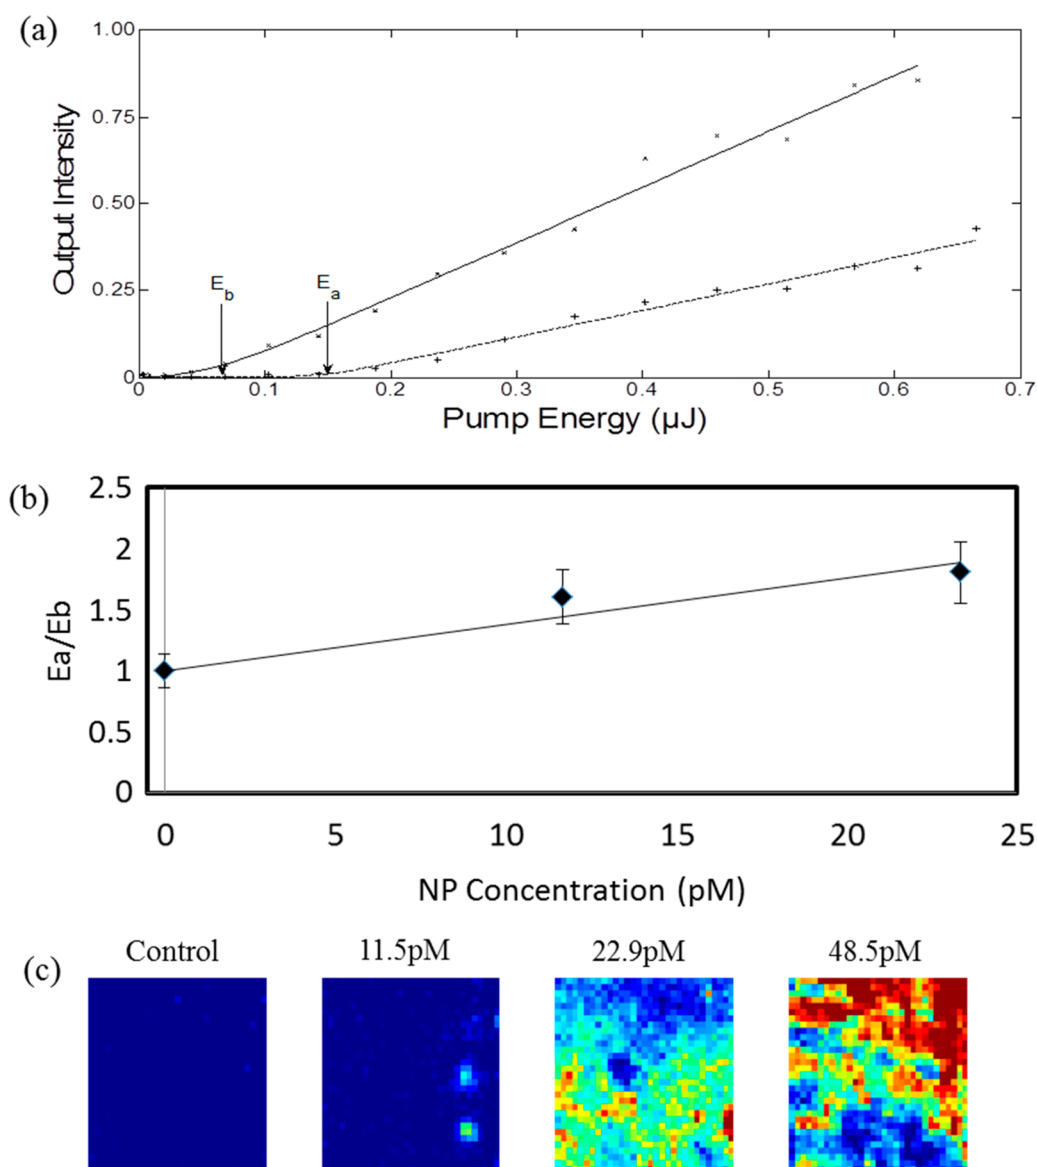 (a)
1.00
0.75
0.50
0.25
0
Output Intensity
E_b
E_a
0 0.1 0.2 0.3 0.4 0.5 0.6 0.7
Pump Energy (µJ)
(b)
2.5
2
1.5
1
0.5
0
Ea/Eb
0 5 10 15 20 25
NP Concentration (pM)
(c)
Control 11.5pM 22.9pM 48.5pM